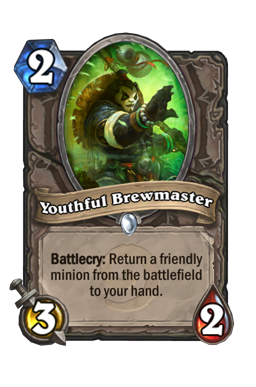 2
Youthful Brewmaster
Battlecry: Return a friendly
minion from the battlefield
to your hand.
3
2